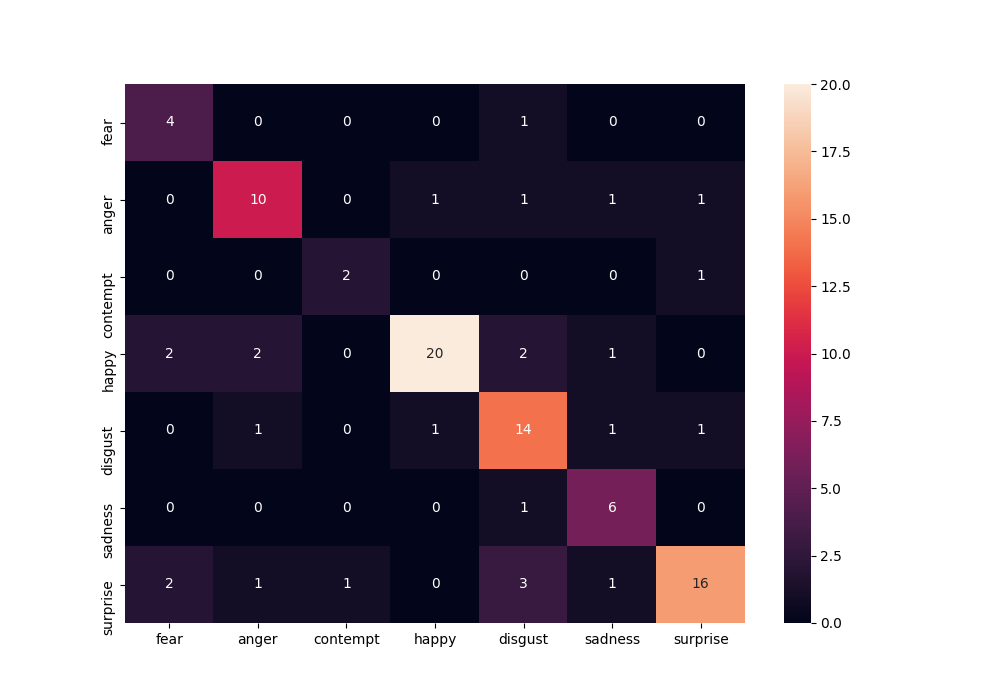 fear 4 0 0 0 1 0 0
anger 0 10 0 1 1 1 1
contempt 0 0 2 0 0 0 1
happy 2 2 0 20 2 1 0
disgust 0 1 0 1 14 1 1
sadness 0 0 0 0 1 6 0
surprise 2 1 1 0 3 1 16
fear anger contempt happy disgust sadness surprise
20.0
17.5
15.0
12.5
10.0
7.5
5.0
2.5
0.0